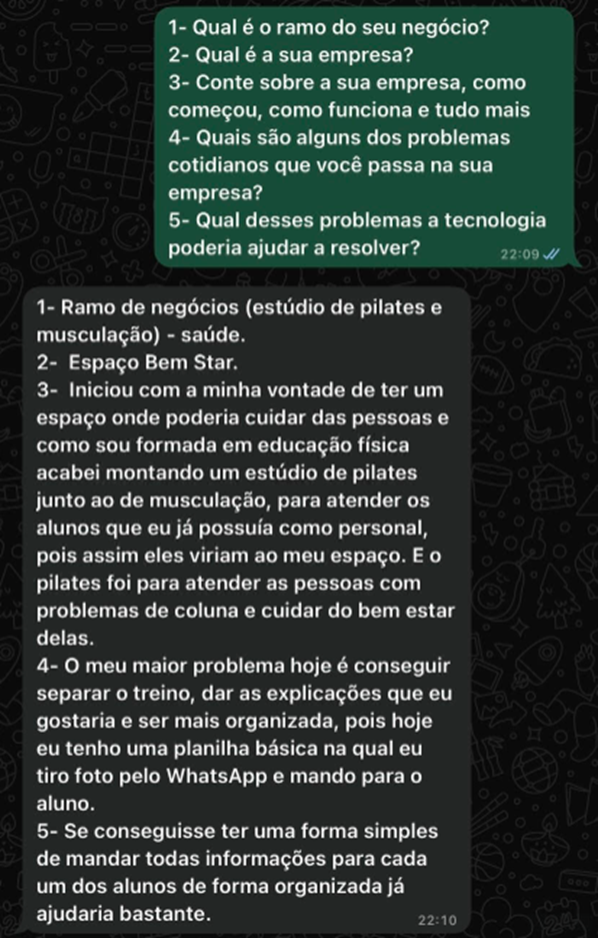 1- Qual é o ramo do seu negócio?
2- Qual é a sua empresa?
3- Conte sobre a sua empresa, como
começou, como funciona e tudo mais
4- Quais são alguns dos problemas
cotidianos que você passa na sua
empresa?
5- Qual desses problemas a tecnologia
poderia ajudar a resolver?
22:09
1- Ramo de negócios (estúdio de pilates e
musculação) - saúde.
2- Espaço Bem Star.
3- Iniciou com a minha vontade de ter um
espaço onde poderia cuidar das pessoas e
como sou formada em educação física
acabei montando um estúdio de pilates
junto ao de musculação, para atender os
alunos que eu já possuía como personal,
pois assim eles viriam ao meu espaço. E o
pilates foi para atender as pessoas com
problemas de coluna e cuidar do bem estar
delas.
4- O meu maior problema hoje é conseguir
separar o treino, dar as explicações que eu
gostaria e ser mais organizada, pois hoje
eu tenho uma planilha básica na qual eu
tiro foto pelo WhatsApp e mando para o
aluno.
5- Se conseguisse ter uma forma simples
de mandar todas informações para cada
um dos alunos de forma organizada já
ajudaria bastante.
22:10